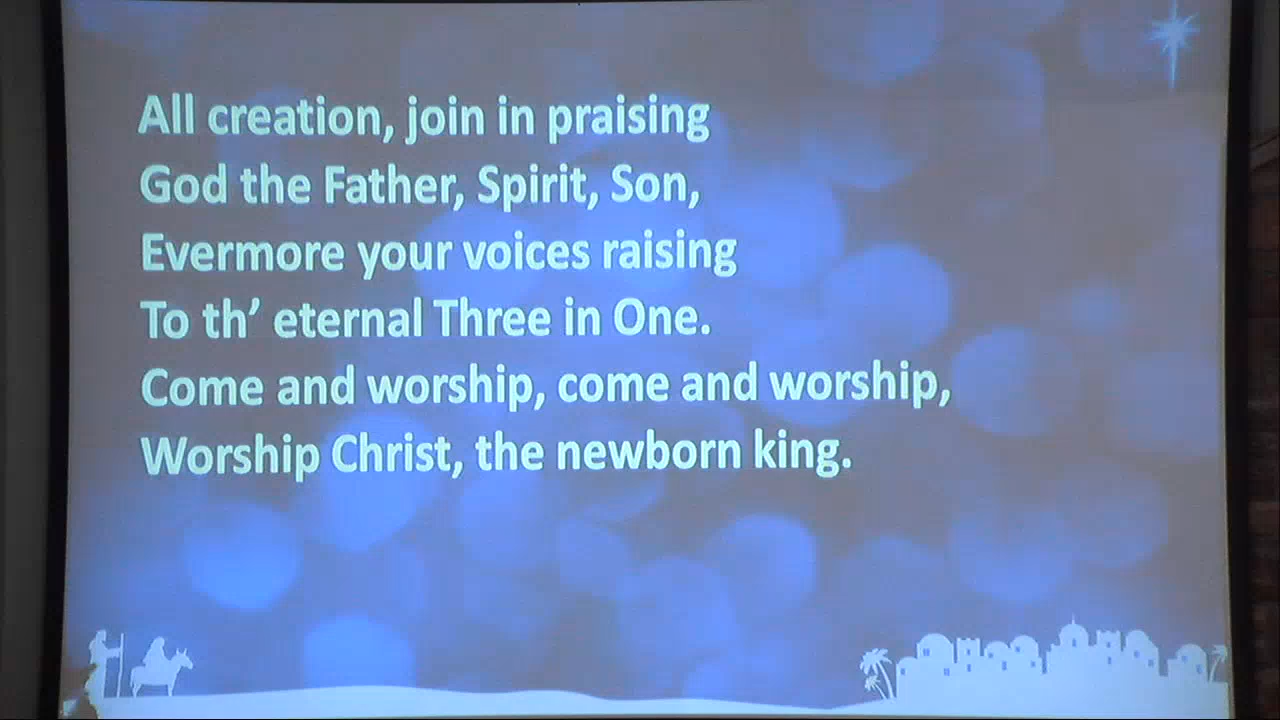 All creation, join in praising
God the Father, Spirit, Son,
Evermore your voices raising
To th’ eternal Three in One.
Come and worship, come and worship,
Worship Christ, the newborn king.